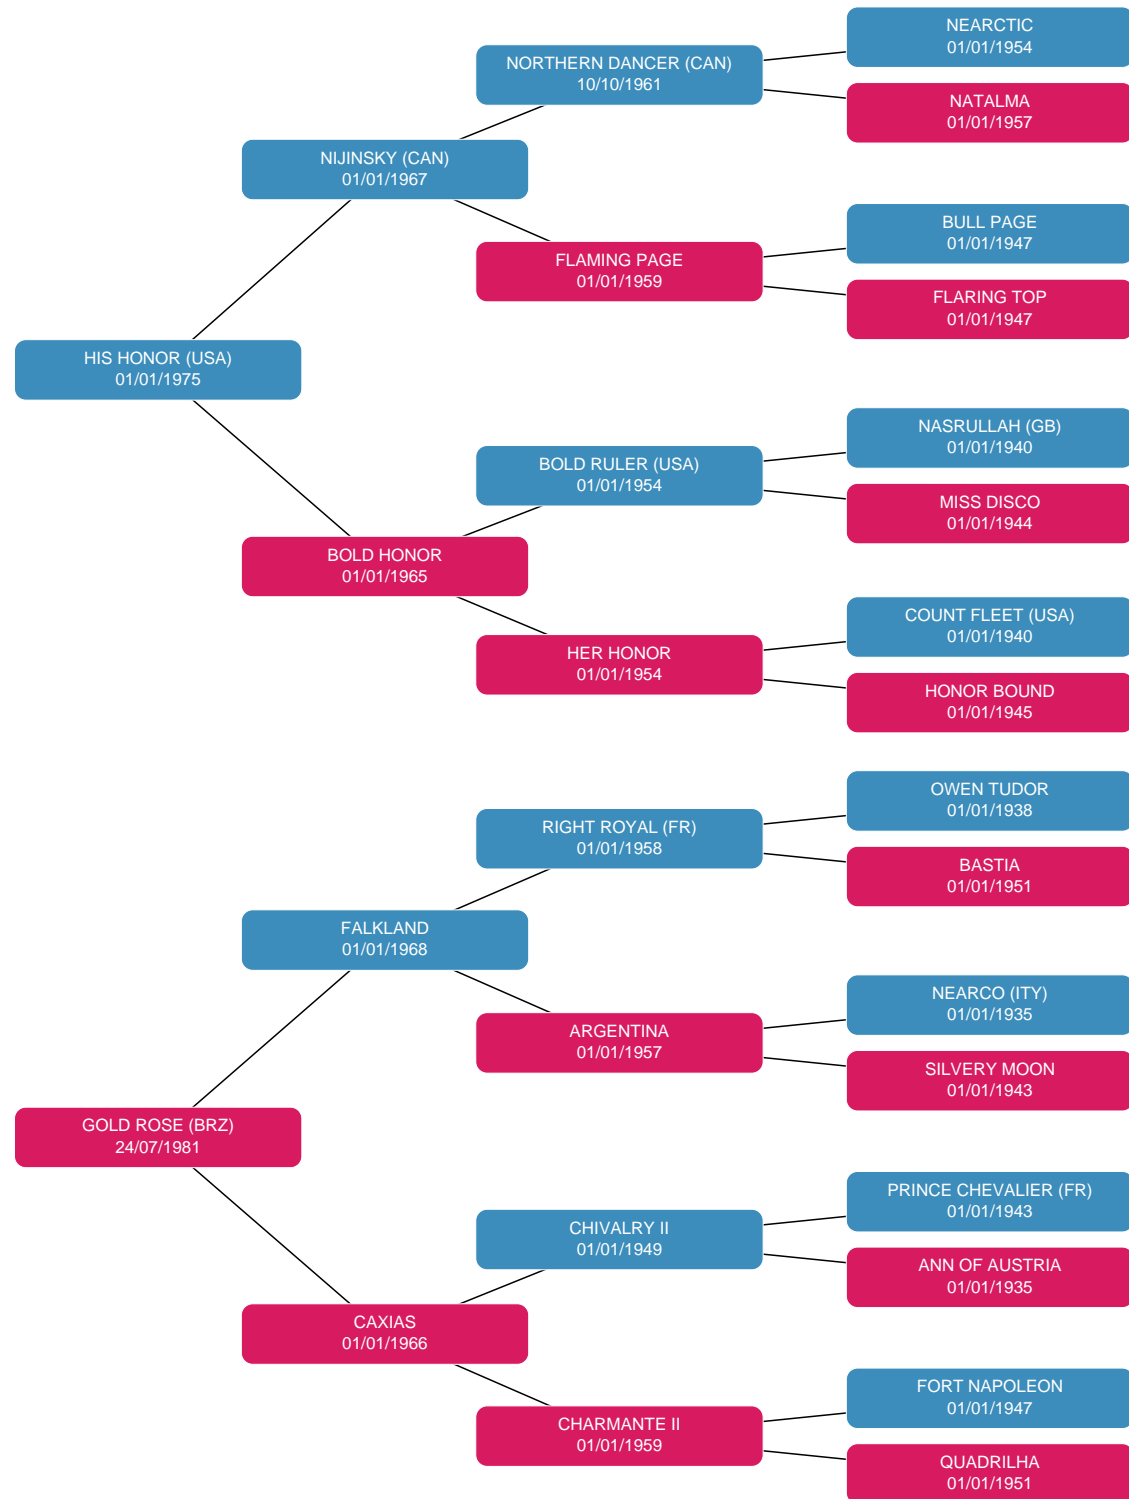 NEARCTIC
01/01/1954
NORTHERN DANCER (CAN)
10/10/1961
NATALMA
01/01/1957
NIJINSKY (CAN)
01/01/1967
BULL PAGE
01/01/1947
FLAMING PAGE
01/01/1959
FLARING TOP
01/01/1947
HIS HONOR (USA)
01/01/1975
NASRULLAH (GB)
01/01/1940
BOLD RULER (USA)
01/01/1954
MISS DISCO
01/01/1944
BOLD HONOR
01/01/1965
COUNT FLEET (USA)
01/01/1940
HER HONOR
01/01/1954
HONOR BOUND
01/01/1945
OWEN TUDOR
01/01/1938
RIGHT ROYAL (FR)
01/01/1958
BASTIA
01/01/1951
FALKLAND
01/01/1968
NEARCO (ITY)
01/01/1935
ARGENTINA
01/01/1957
SILVERY MOON
01/01/1943
GOLD ROSE (BRZ)
24/07/1981
PRINCE CHEVALIER (FR)
01/01/1943
CHIVALRY II
01/01/1949
ANN OF AUSTRIA
01/01/1935
CAXIAS
01/01/1966
FORT NAPOLEON
01/01/1947
CHARMANTE II
01/01/1959
QUADRILHA
01/01/1951